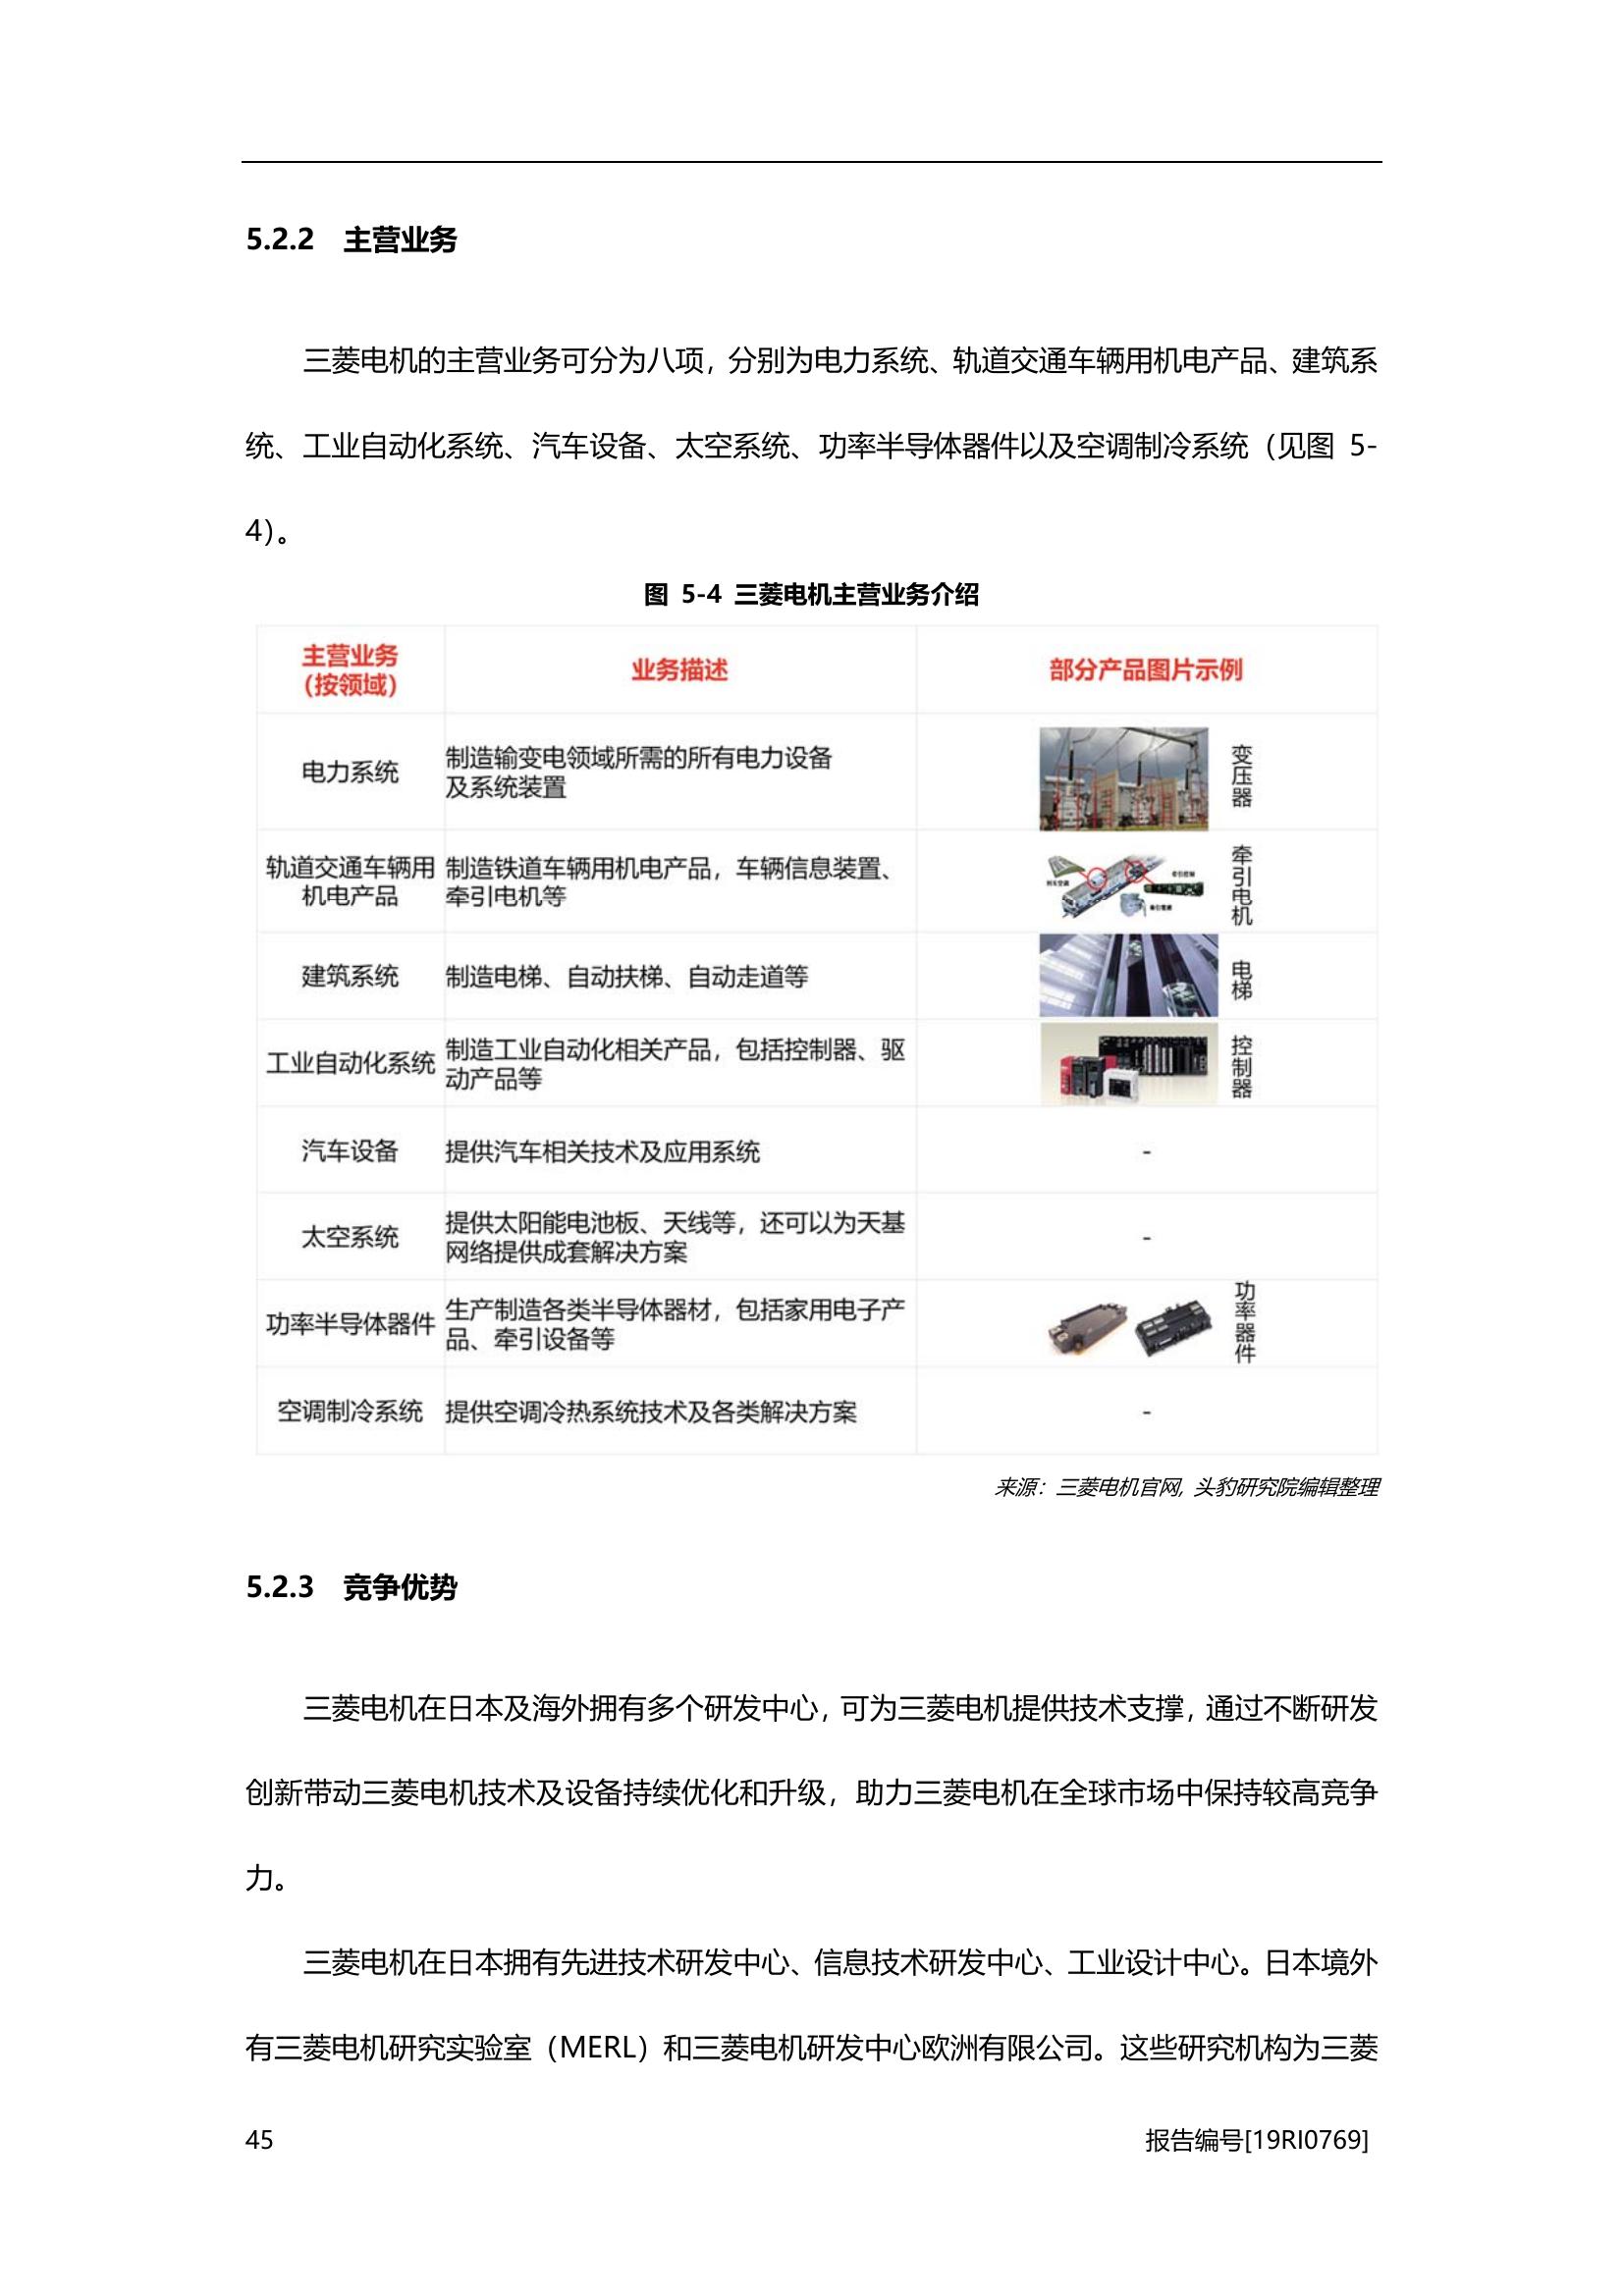 5.2.2 主营业务
三菱电机的主营业务可分为八项，分别为电力系统、轨道交通车辆用机电产品、建筑系
统、工业自动化系统、汽车设备、太空系统、功率半导体器件以及空调制冷系统（见图 5-
4）。
图 5-4 三菱电机主营业务介绍
主营业务
（按领域）
业务描述
部分产品图片示例
电力系统
制造输变电领域所需的所有电力设备
及系统装置
变压器
轨道交通车辆用
机电产品
制造铁道车辆用机电产品，车辆信息装置、
牵引电机等
牵引电机
建筑系统
制造电梯、自动扶梯、自动走道等
电梯
工业自动化系统
制造工业自动化相关产品，包括控制器、驱
动产品等
控制器
汽车设备
提供汽车相关技术及应用系统
-
太空系统
提供太阳能电池板、天线等，还可以为天基
网络提供成套解决方案
-
功率半导体器件
生产制造各类半导体器材，包括家用电子产
品、牵引设备等
功率器件
空调制冷系统
提供空调冷热系统技术及各类解决方案
-
来源：三菱电机官网，头豹研究院编辑整理
5.2.3 竞争优势
三菱电机在日本及海外拥有多个研发中心，可为三菱电机提供技术支撑，通过不断研发
创新带动三菱电机技术及设备持续优化和升级，助力三菱电机在全球市场中保持较高竞争
力。
三菱电机在日本拥有先进技术研发中心、信息技术研发中心、工业设计中心。日本境外
有三菱电机研究实验室（MERL）和三菱电机研发中心欧洲有限公司。这些研究机构为三菱
45
报告编号[19RI0769]